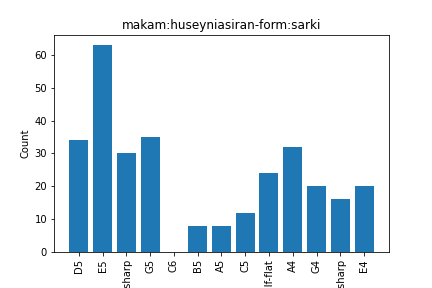 makam:huseyniasiran-form:sarki
60
50
40
30
20
10
0
Count
D5
E5
sharp
G5
C6
B5
A5
C5
lf-flat
A4
G4
sharp
E4